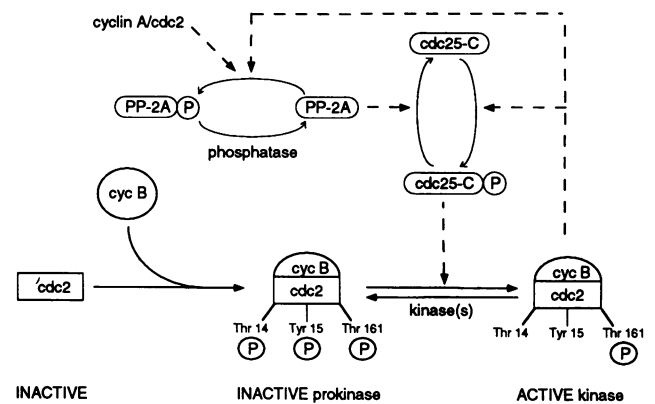 cyclin A/cdc2
cdc25-C
PP-2A P
PP-2A
phosphatase
cdc25-C P
cyc B
cyc B
cyc B
'cdc2
cdc2
cdc2
kinase(s)
Thr 14 Tyr 15 Thr 161
Thr 14 Tyr 15 Thr 161
P P P
P
INACTIVE
INACTIVE prokinase
ACTIVE kinase